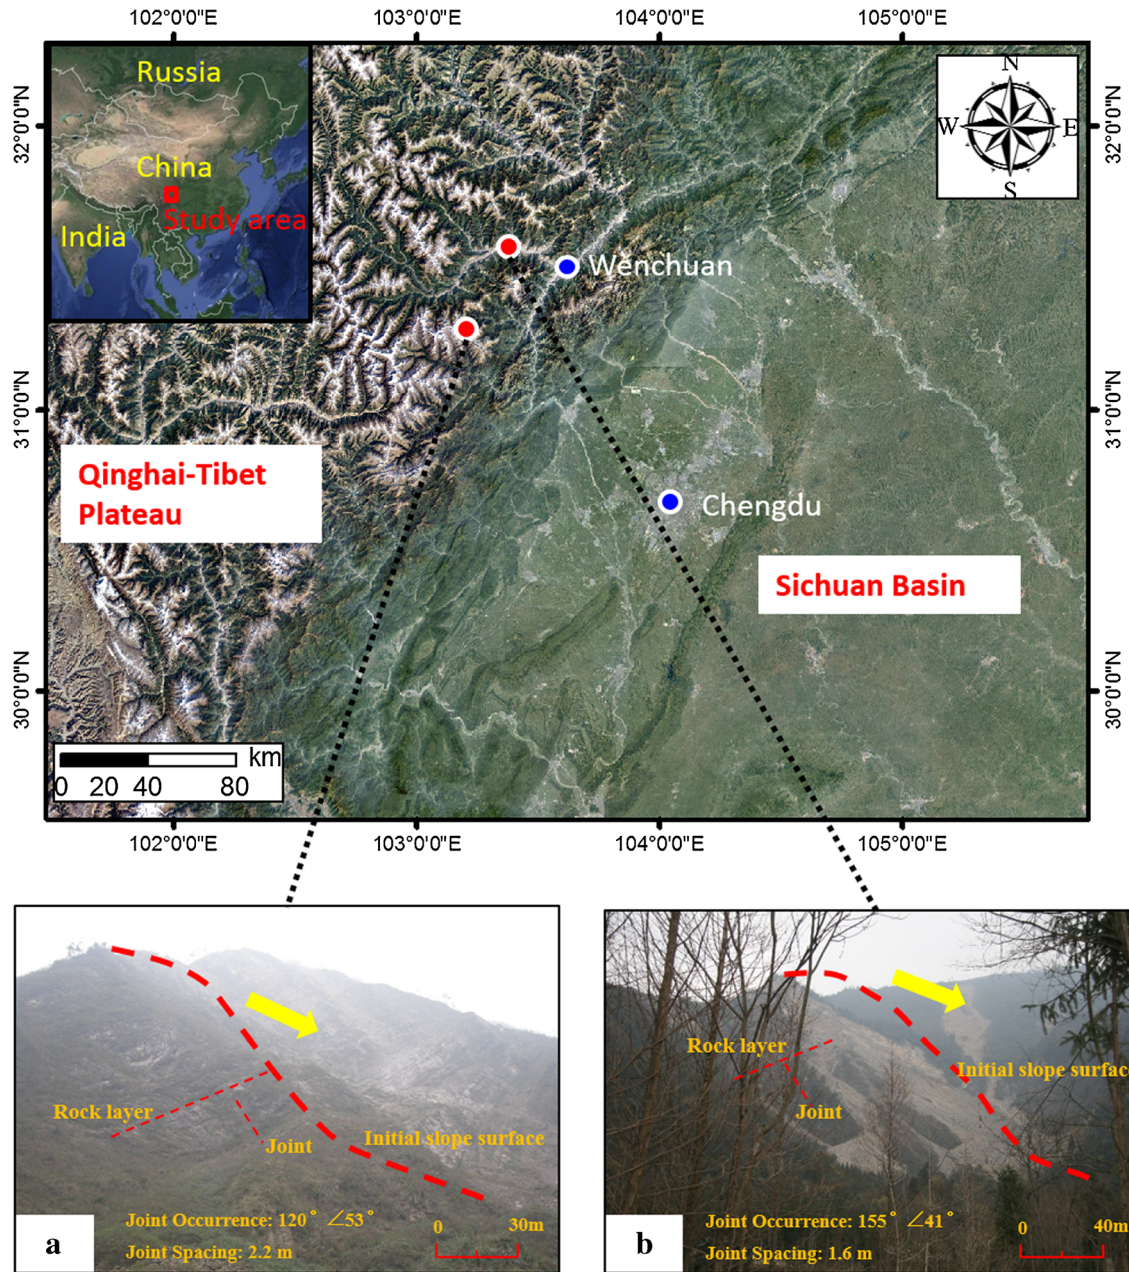 102°0'0"E 103°0'0"E 104°0'0"E 105°0'0"E
32°0'0"N
31°0'0"N
30°0'0"N
Russia
China
Study area
India
N
W E
S
32°0'0"N
31°0'0"N
30°0'0"N
Wenchuan
Qinghai-Tibet
Plateau
Chengdu
Sichuan Basin
km
0 20 40 80
102°0'0"E 103°0'0"E 104°0'0"E 105°0'0"E
Rock layer
Joint
Initial slope surface
Joint Occurrence: 120° ∠53°
Joint Spacing: 2.2 m
0 30m
a
Rock layer
Joint
Initial slope surface
Joint Occurrence: 155° ∠41°
Joint Spacing: 1.6 m
0 40m
b